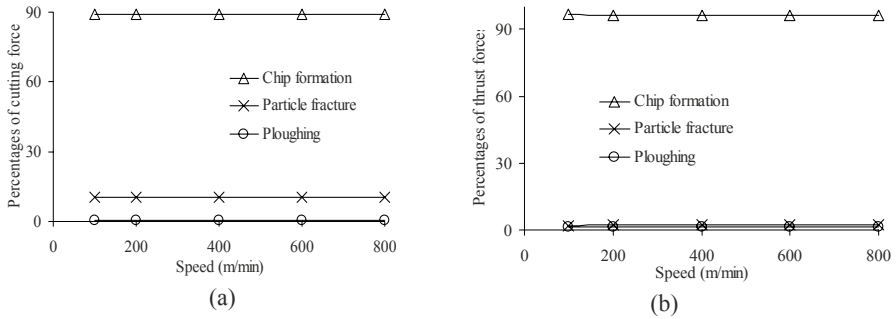 90
60
30
0
0
200
400
600
800
Percentages of cutting force
Speed (m/min)
Chip formation
Particle fracture
Ploughing
(a)
90
60
30
0
0
200
400
600
800
Percentages of thrust force:
Speed (m/min)
Chip formation
Particle fracture
Ploughing
(b)